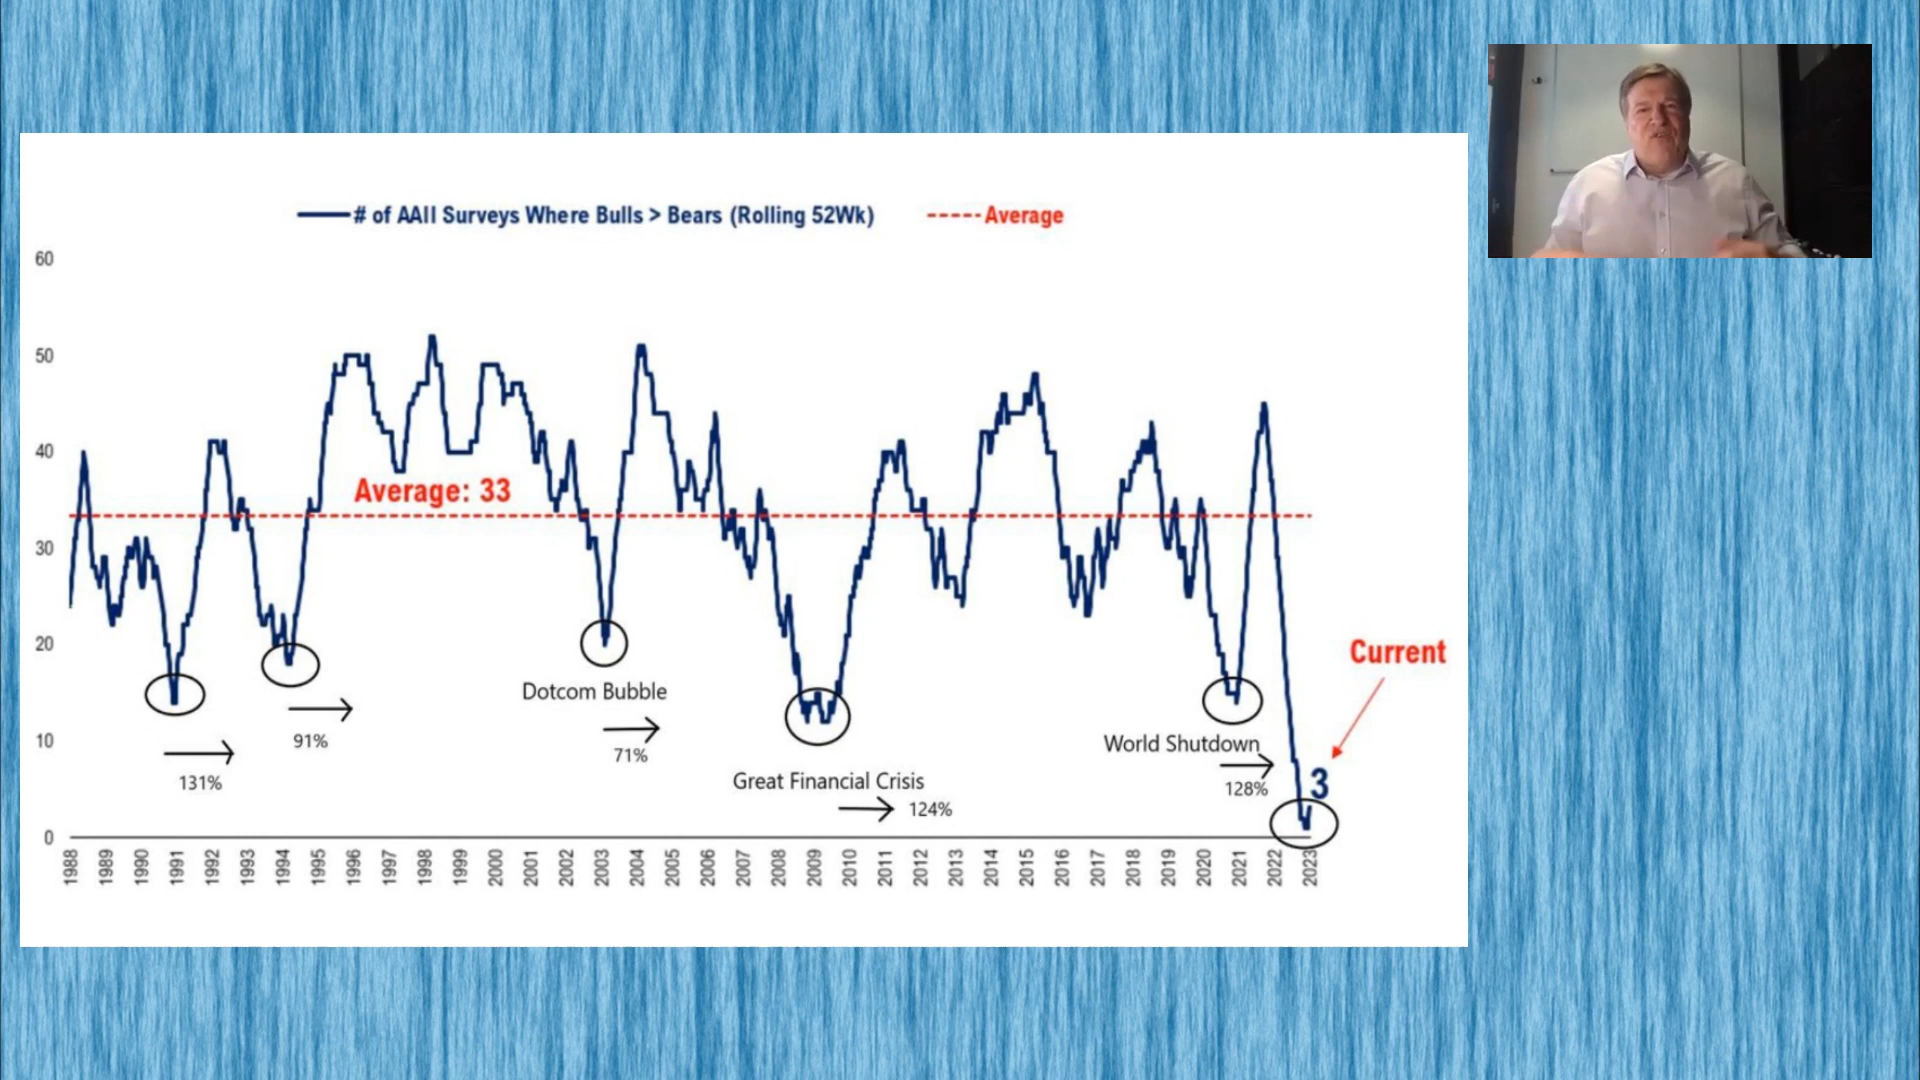 # of AAII Surveys Where Bulls > Bears (Rolling 52Wk) Average
60
50
40
Average: 33
30
20
Current
Dotcom Bubble
91%
71%
World Shutdown
10
131%
Great Financial Crisis
128%
3
124%
0
1988 1989 1990 1991 1992 1993 1994 1995 1996 1997 1998 1999 2000 2001 2002 2003 2004 2005 2006 2007 2008 2009 2010 2011 2012 2013 2014 2015 2016 2017 2018 2019 2020 2021 2022 2023